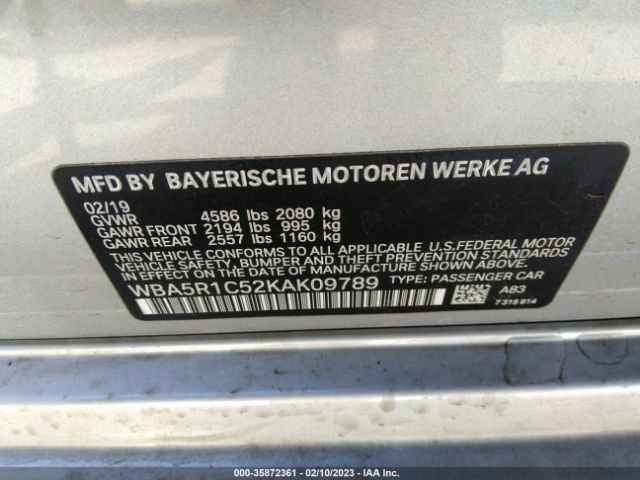 MFD BY BAYERISCHE MOTOREN WERKE AG
02/19
GVWR 4586 lbs 2080 kg
GAWR FRONT 2194 lbs 995 kg
GAWR REAR 2557 lbs 1160 kg
THIS VEHICLE CONFORMS TO ALL APPLICABLE U.S.FEDERAL MOTOR
VEHICLE SAFETY, BUMPER, AND THEFT PREVENTION STANDARDS
IN EFFECT ON THE DATE OF MANUFACTURE SHOWN ABOVE.
WBA5R1C52KAK09789 TYPE: PASSENGER CAR
A83
7315814
000-35872361 - 02/10/2023 - IAA Inc.